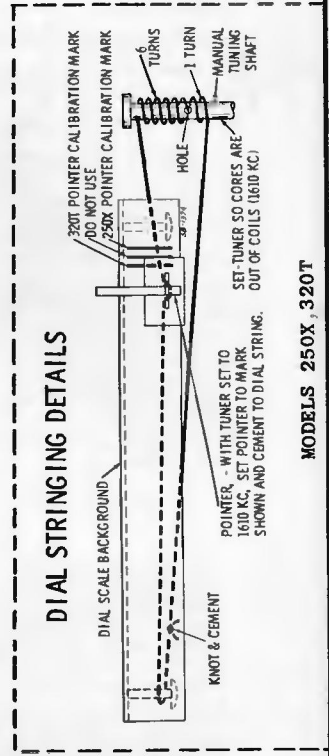 DIAL STRINGING DETAILS
DIAL SCALE BACKGROUND
320T POINTER CALIBRATION MARK
DO NOT USE
250X POINTER CALIBRATION MARK
6
TURNS
1 TURN
MANUAL
TUNING
SHAFT
HOLE
SET-TUNER SO CORES ARE
OUT OF COILS (1610 KC)
POINTER, - WITH TUNER SET TO
1610 KC, SET POINTER TO MARK
SHOWN AND CEMENT TO DIAL STRING.
KNOT & CEMENT
MODELS 250X, 320T